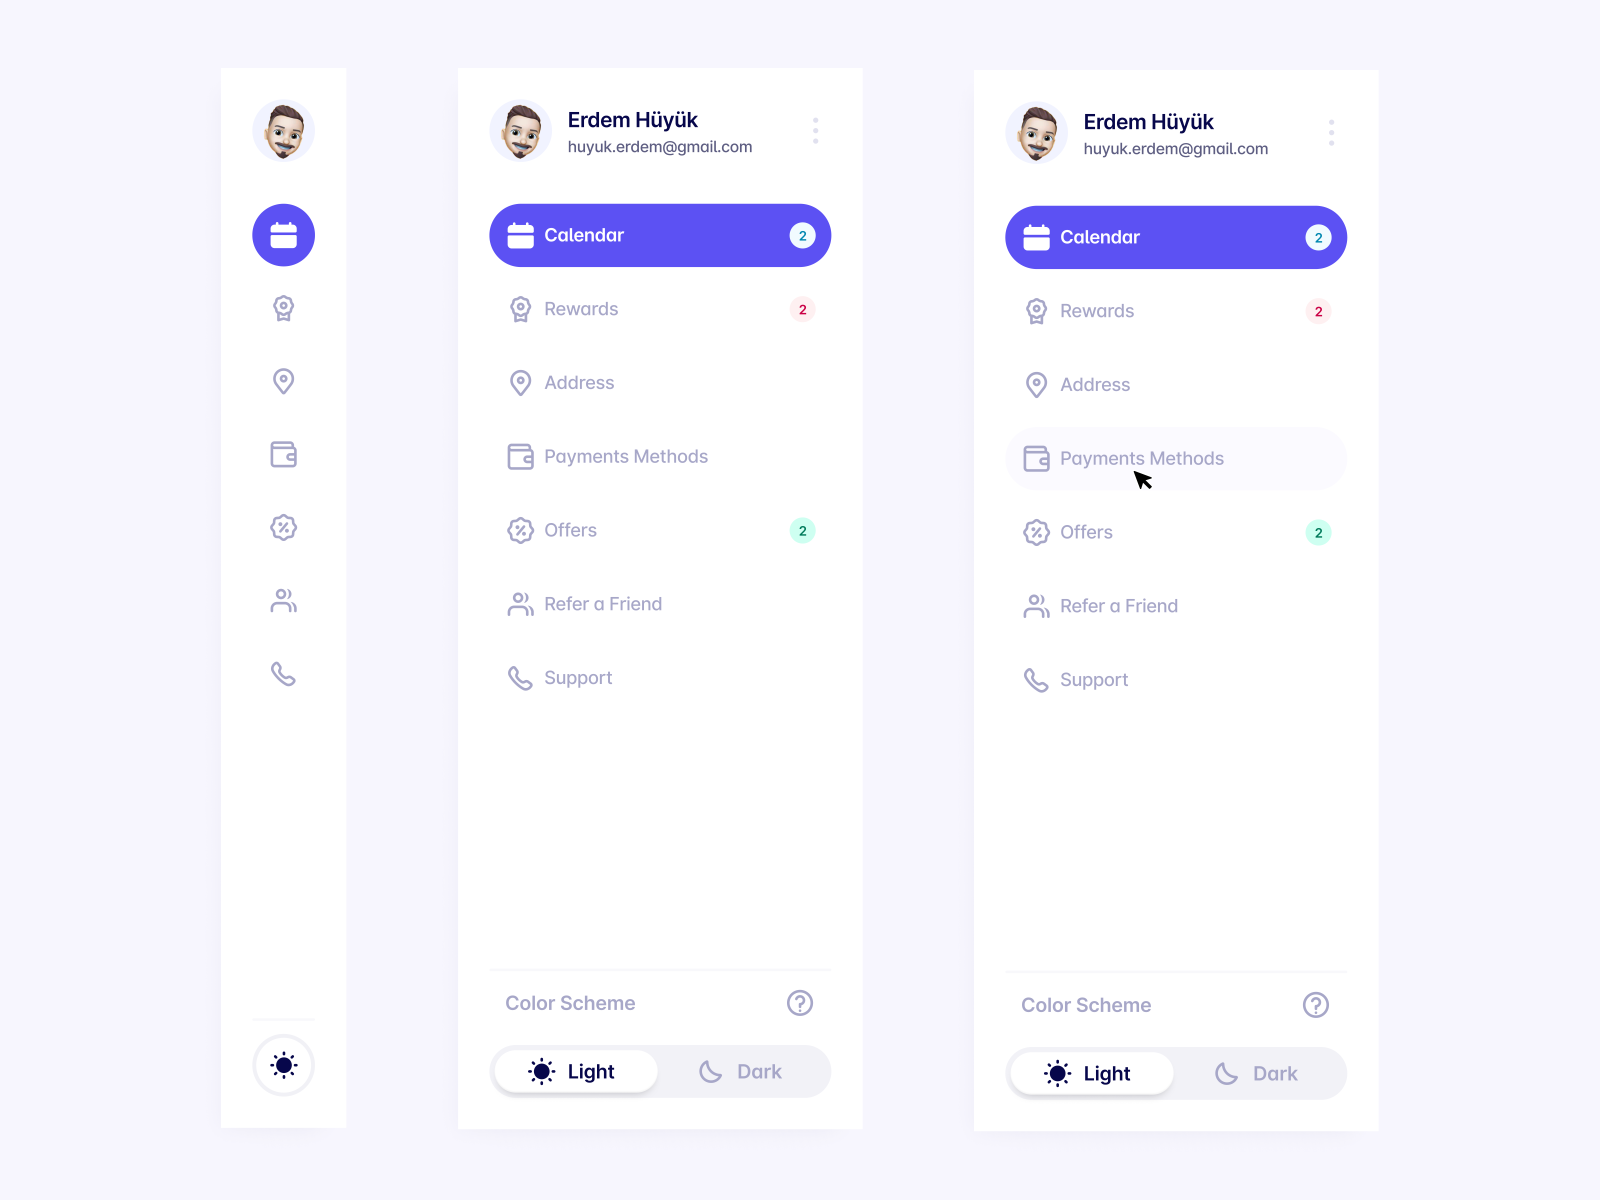 Erdem Hüyük
huyuk.erdem@gmail.com
Calendar 2
Rewards 2
Address
Payments Methods
Offers 2
Refer a Friend
Support
Color Scheme
Light Dark
Erdem Hüyük
huyuk.erdem@gmail.com
Calendar 2
Rewards 2
Address
Payments Methods
Offers 2
Refer a Friend
Support
Color Scheme
Light Dark